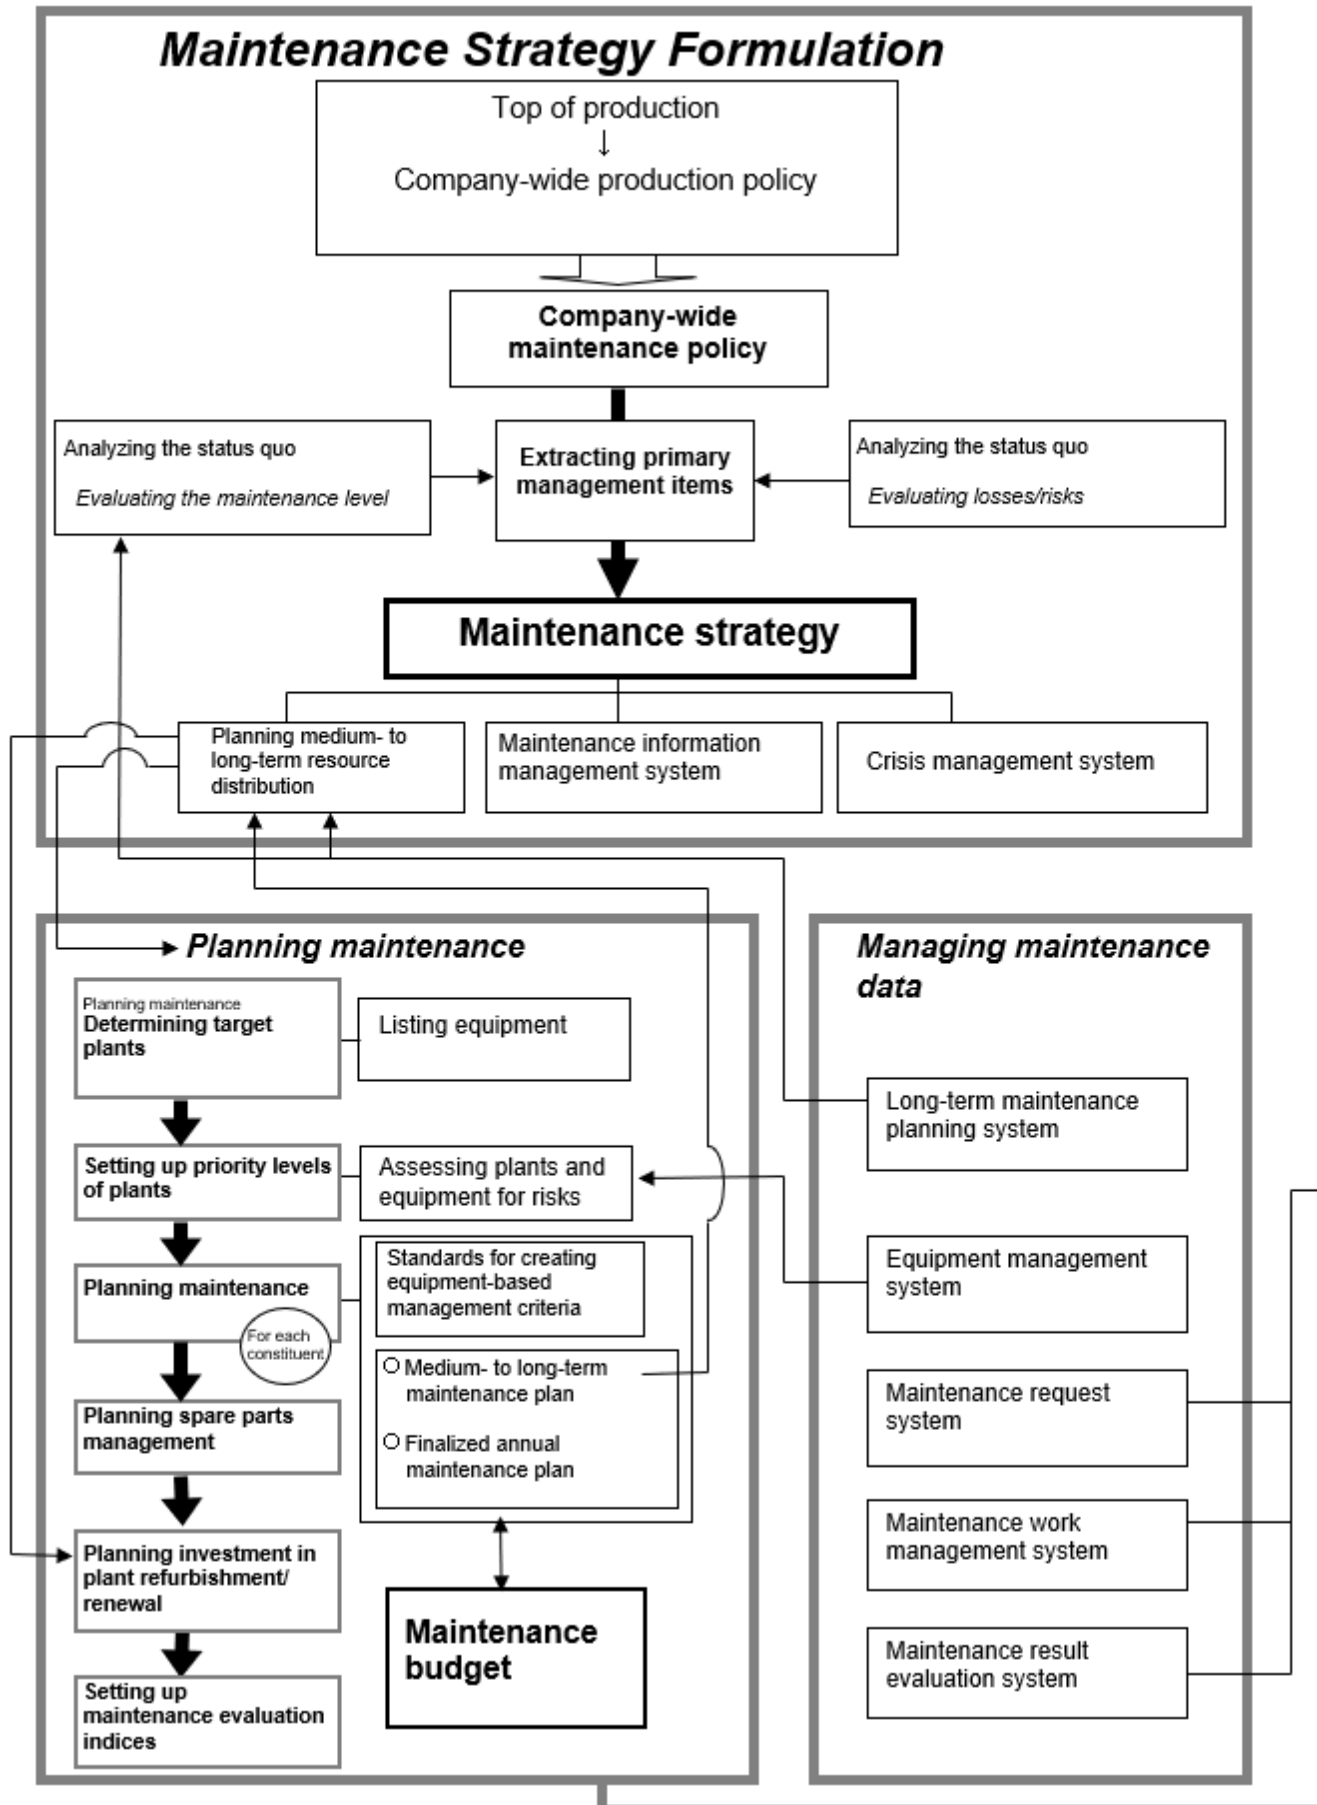 Maintenance Strategy Formulation
Top of production
↓
Company-wide production policy
Company-wide
maintenance policy
Analyzing the status quo
Evaluating the maintenance level
Extracting primary
management items
Analyzing the status quo
Evaluating losses/risks
Maintenance strategy
Planning medium- to
long-term resource
distribution
Maintenance information
management system
Crisis management system
Planning maintenance
Planning maintenance
Determining target
plants
Listing equipment
Setting up priority levels
of plants
Assessing plants and
equipment for risks
Planning maintenance
For each
constituent
Standards for creating
equipment-based
management criteria
○ Medium- to long-term
maintenance plan
○ Finalized annual
maintenance plan
Planning spare parts
management
Planning investment in
plant refurbishment/
renewal
Setting up
maintenance evaluation
indices
Maintenance
budget
Managing maintenance
data
Long-term maintenance
planning system
Equipment management
system
Maintenance request
system
Maintenance work
management system
Maintenance result
evaluation system